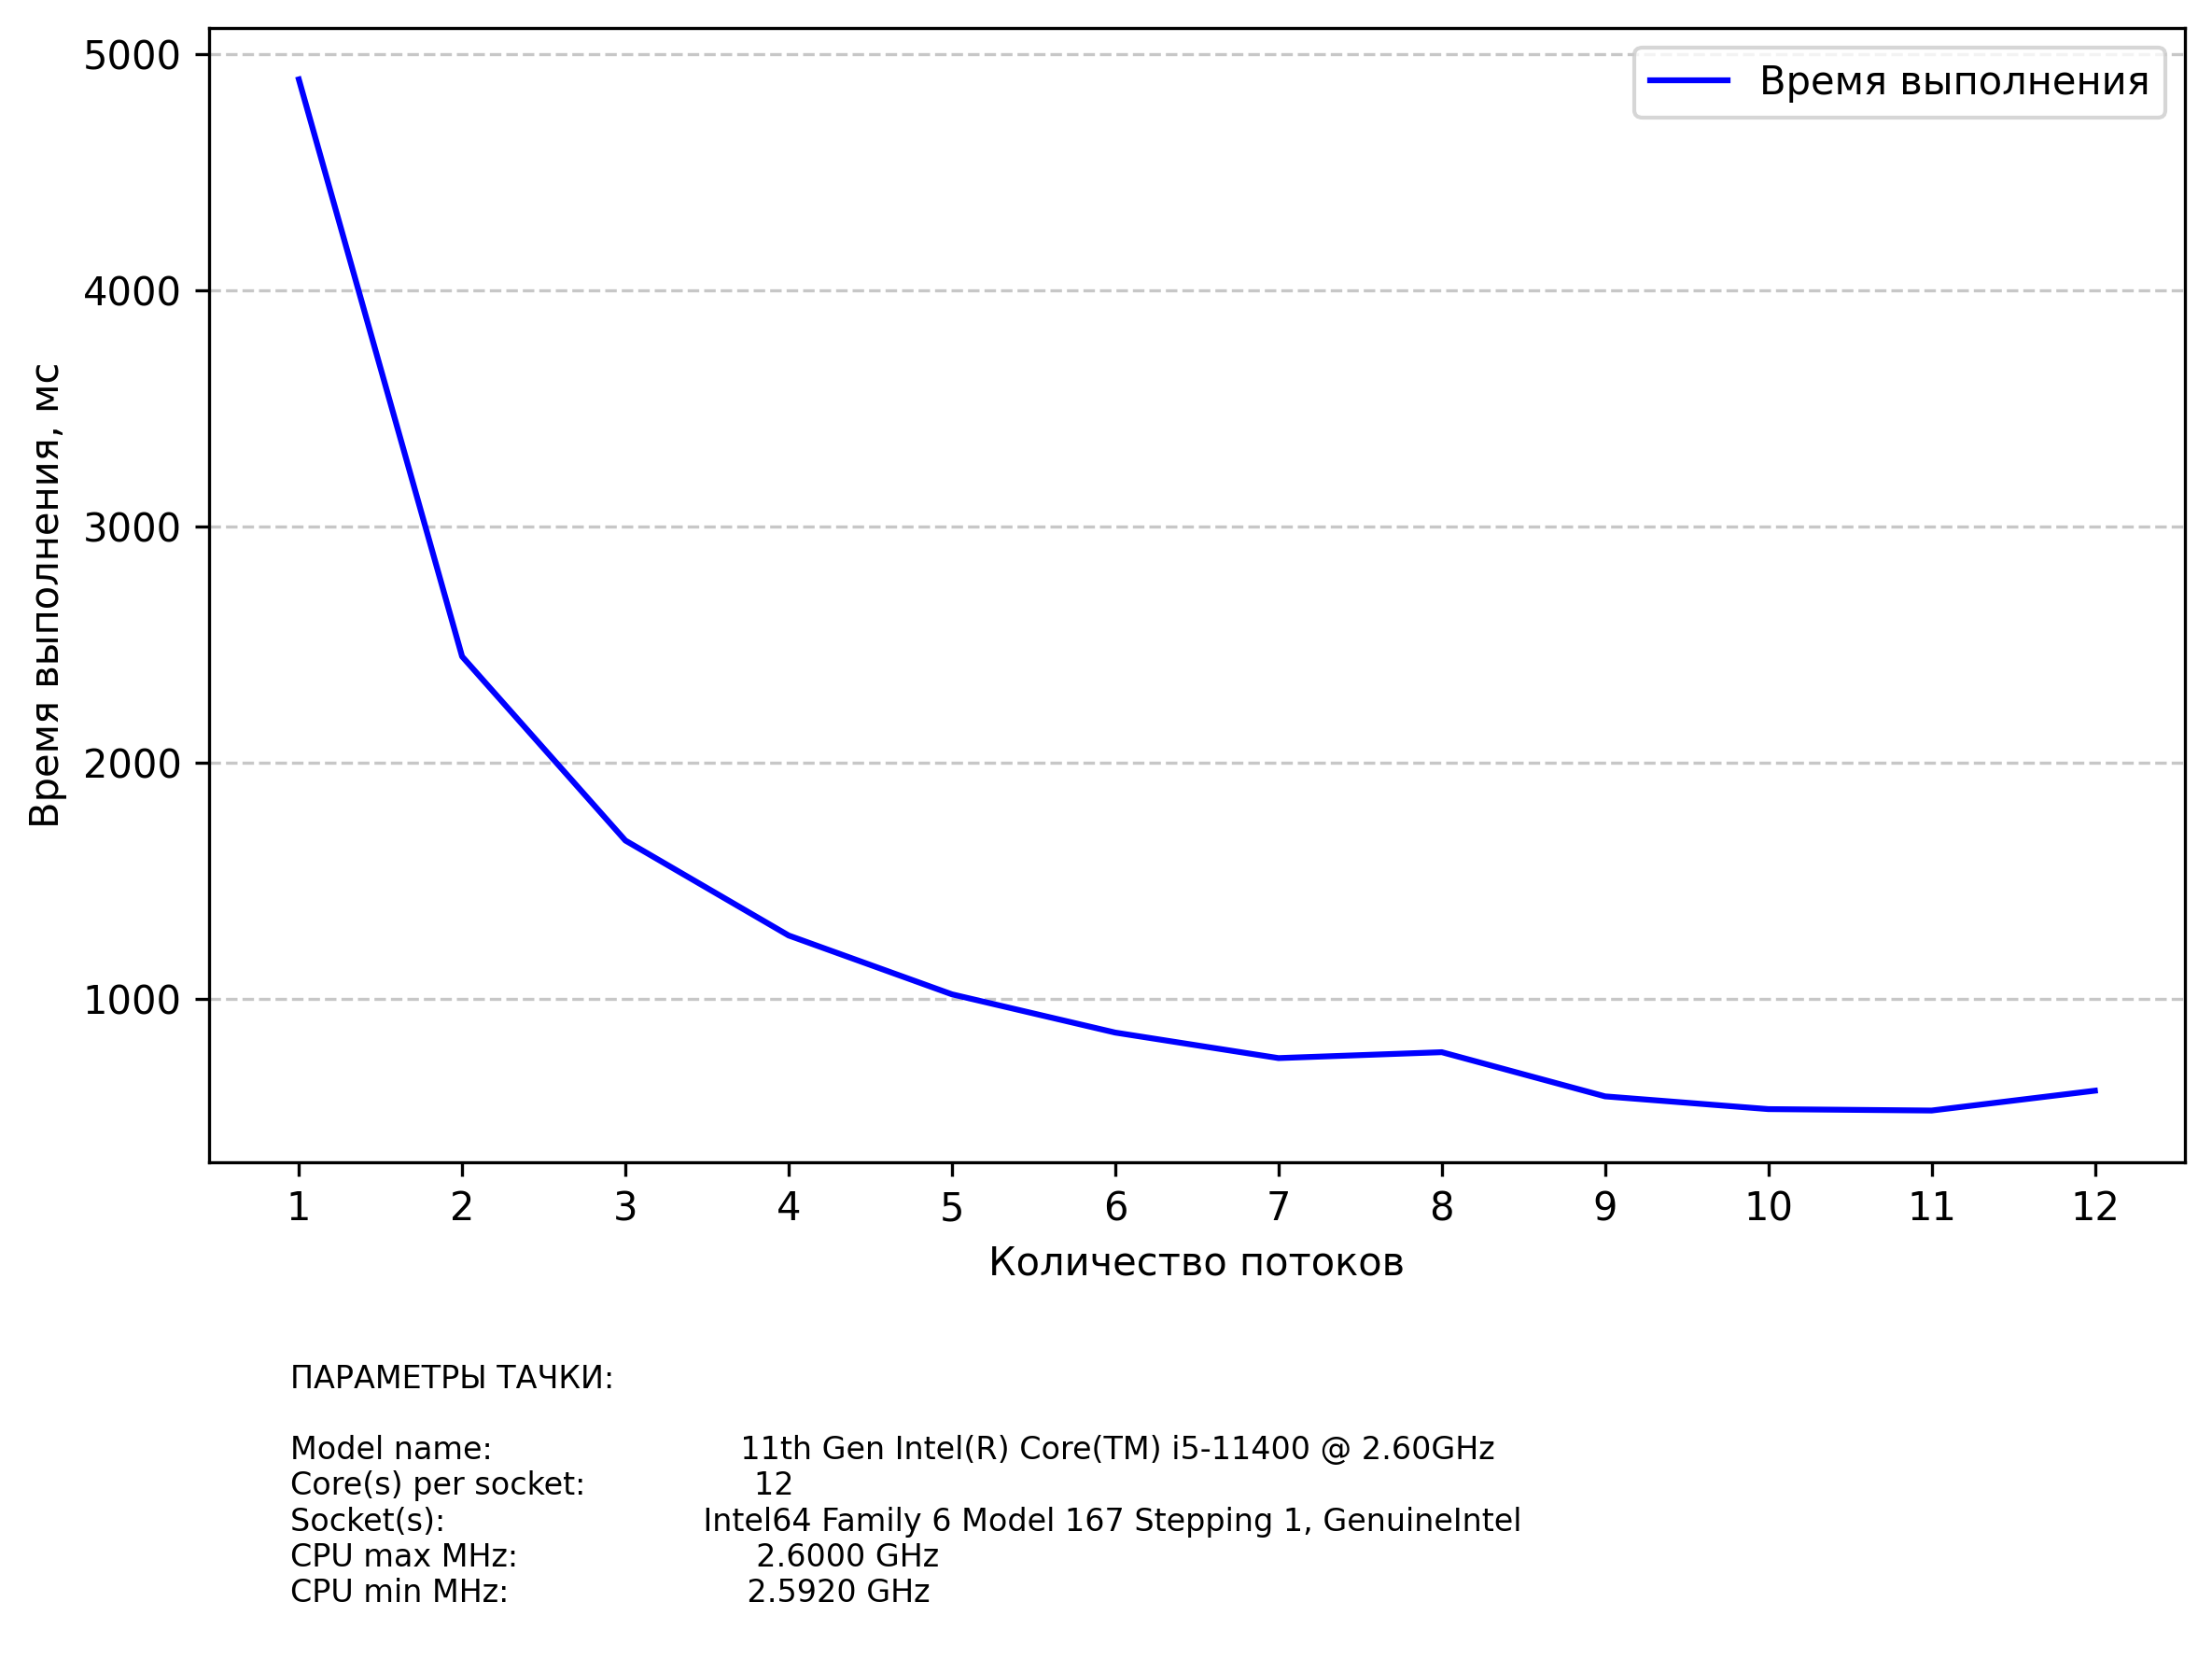 5000
4000
3000
2000
1000
Время выполнения, мс
Время выполнения
1 2 3 4 5 6 7 8 9 10 11 12
Количество потоков
ПАРАМЕТРЫ ТАЧКИ:
Model name: 11th Gen Intel(R) Core(TM) i5-11400 @ 2.60GHz
Core(s) per socket: 12
Socket(s): Intel64 Family 6 Model 167 Stepping 1, GenuineIntel
CPU max MHz: 2.6000 GHz
CPU min MHz: 2.5920 GHz